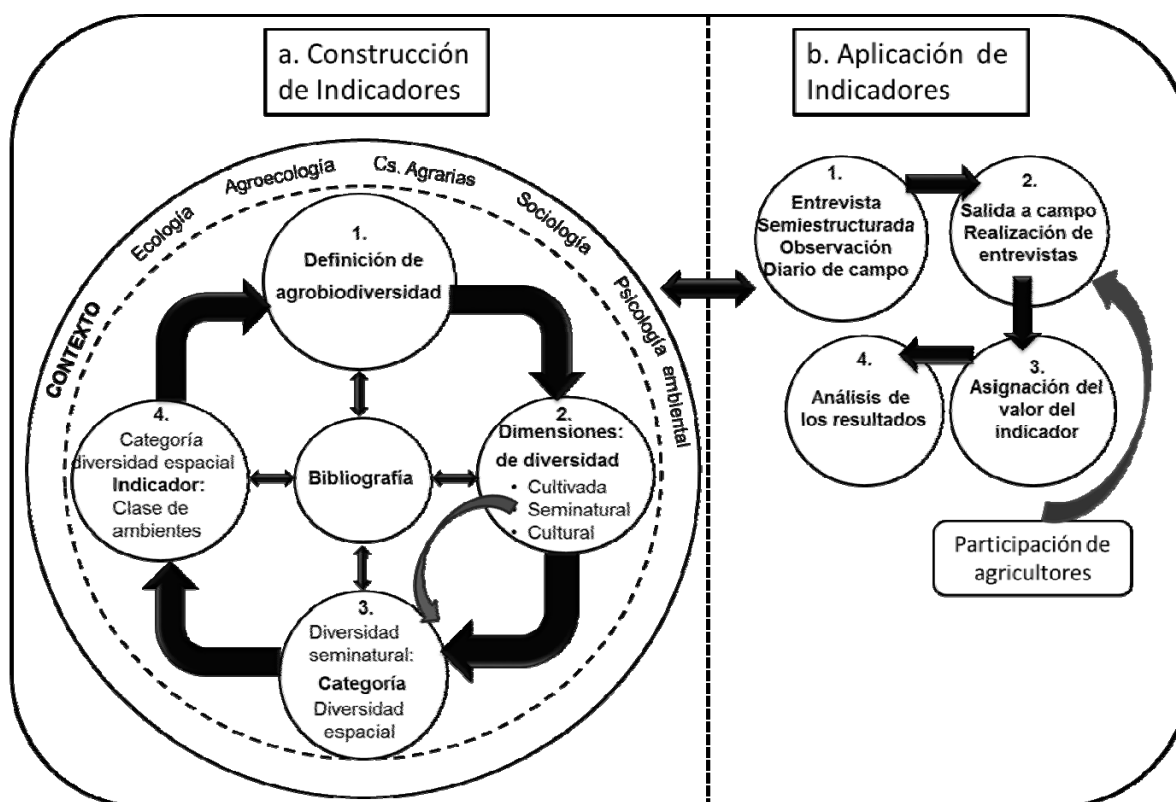 a. Construcción
de Indicadores
b. Aplicación de
Indicadores
CONTEXTO
Ecología
Agroecología
Cs. Agrarias
Sociología
Psicología ambiental
1.
Definición de
agrobiodiversidad
2.
Dimensiones:
de diversidad
• Cultivada
• Seminatural
• Cultural
3.
Diversidad
seminatural:
Categoría
Diversidad
espacial
4.
Categoría
diversidad espacial
Indicador:
Clase de
ambientes
Bibliografía
1.
Entrevista
Semiestructurada
Observación
Diario de campo
2.
Salida a campo
Realización de
entrevistas
3.
Asignación del
valor del
indicador
4.
Análisis de
los resultados
Participación de
agricultores